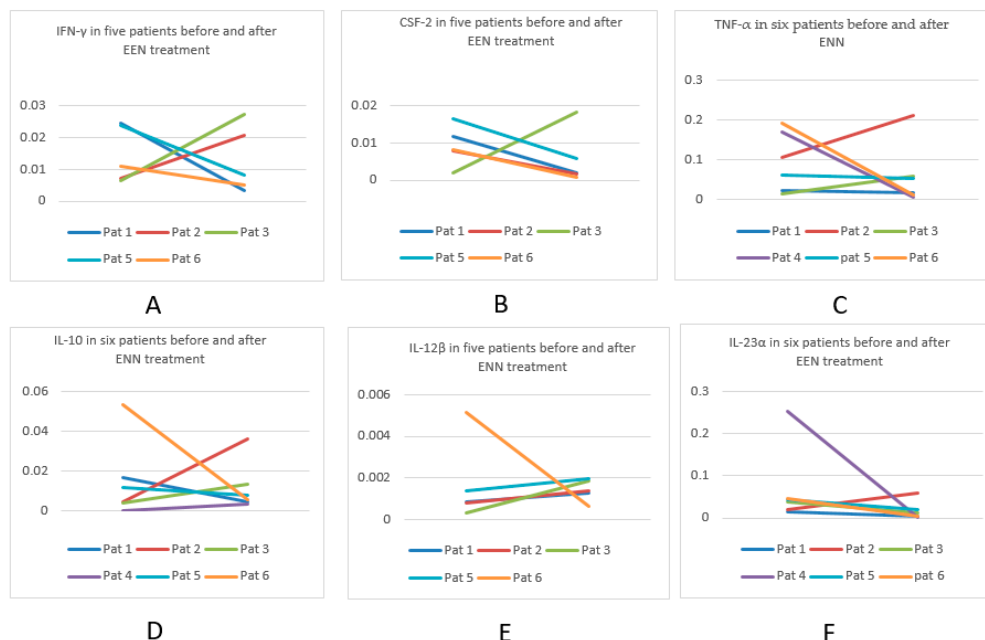 IFN-γ in five patients before and after
EEN treatment
0.03
0.02
0.01
0
Pat 1 Pat 2 Pat 3
Pat 5 Pat 6
A
CSF-2 in five patients before and after
EEN treatment
0.02
0.01
0
Pat 1 Pat 2 Pat 3
Pat 5 Pat 6
B
TNF-α in six patients before and after
ENN
0.3
0.2
0.1
0
Pat 1 Pat 2 Pat 3
Pat 4 pat 5 Pat 6
C
IL-10 in six patients before and after
ENN treatment
0.06
0.04
0.02
0
Pat 1 Pat 2 Pat 3
Pat 4 Pat 5 Pat 6
D
IL-12β in five patients before and after
ENN treatment
0.006
0.004
0.002
0
Pat 1 Pat 2 Pat 3
Pat 5 Pat 6
E
IL-23α in six patients before and after
EEN treatment
0.3
0.2
0.1
0
Pat 1 Pat 2 Pat 3
Pat 4 Pat 5 pat 6
F